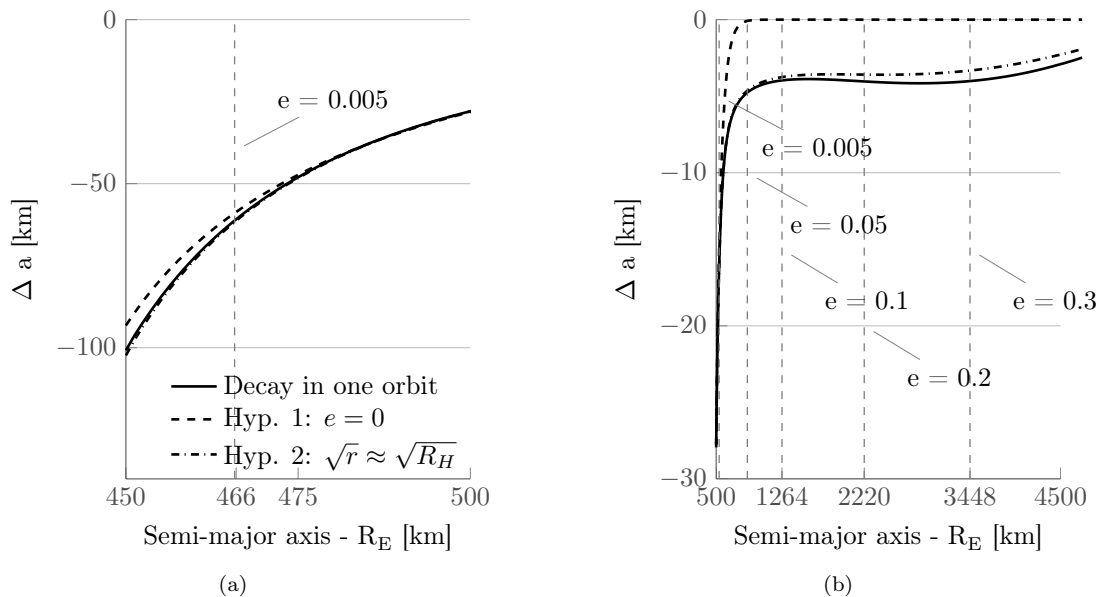 0
−50
−100
Δ a [km]
e = 0.005
Decay in one orbit
Hyp. 1: e = 0
Hyp. 2: √r ≈ √R_H
450 466 475 500
Semi-major axis - R_E [km]
(a)
0
−10
−20
−30
Δ a [km]
e = 0.005
e = 0.05
e = 0.1
e = 0.3
e = 0.2
500 1264 2220 3448 4500
Semi-major axis - R_E [km]
(b)